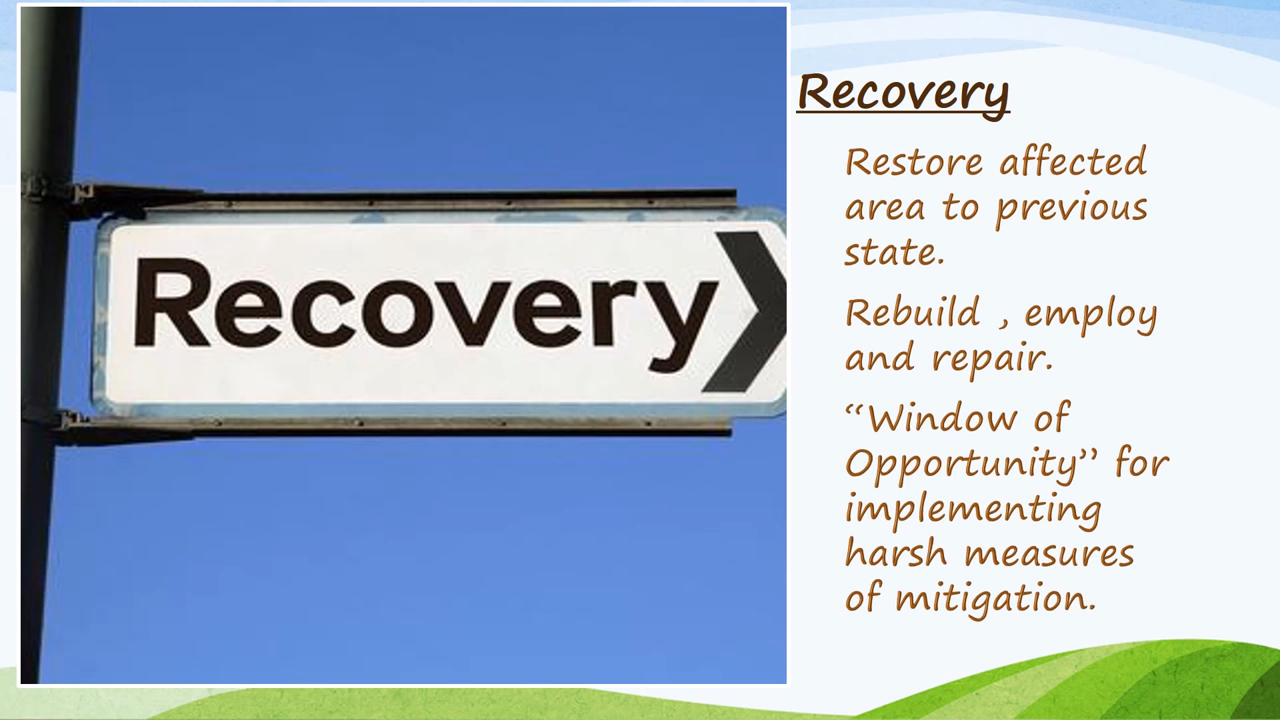 Recovery
Recovery
Restore affected
area to previous
state.
Rebuild , employ
and repair.
“Window of
Opportunity” for
implementing
harsh measures
of mitigation.